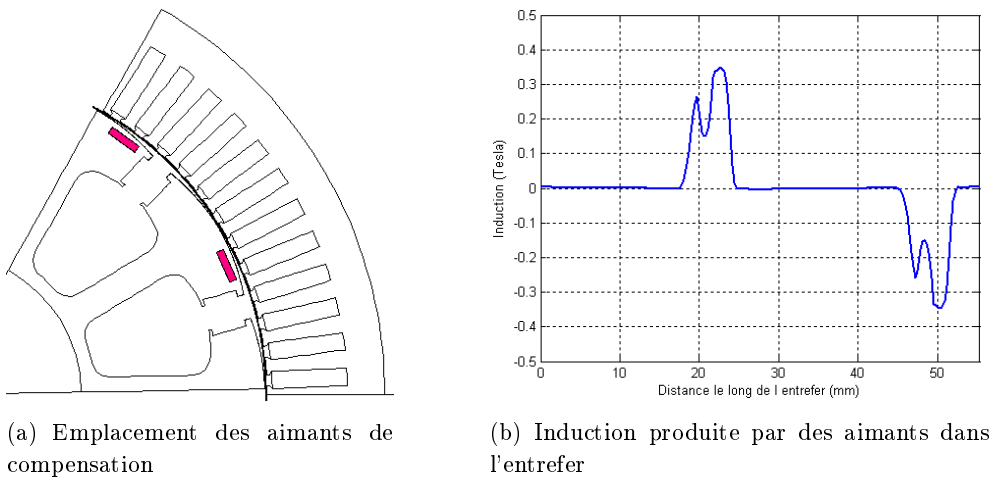 0.5
0.4
0.3
0.2
0.1
0
-0.1
-0.2
-0.3
-0.4
-0.5
Induction (Tesla)
0 10 20 30 40 50
Distance le long de l entrefer (mm)
(a) Emplacement des aimants de
compensation
(b) Induction produite par des aimants dans
l'entrefer